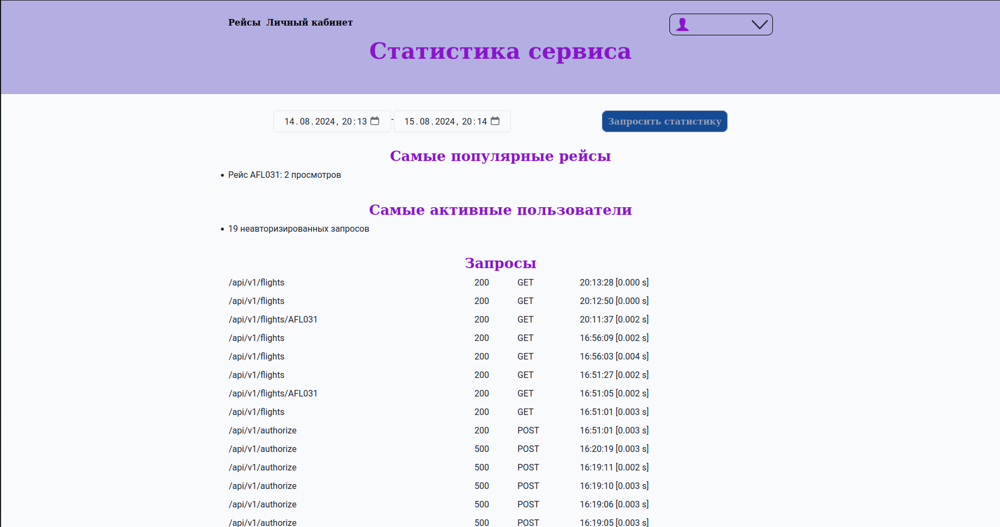 Рейсы Личный кабинет
Статистика сервиса
14.08.2024, 20:13 - 15.08.2024, 20:14 Запросить статистику
Самые популярные рейсы
• Рейс AFL031: 2 просмотров
Самые активные пользователи
• 19 неавторизированных запросов
Запросы
/api/v1/flights 200 GET 20:13:28 [0.000 s]
/api/v1/flights 200 GET 20:12:50 [0.000 s]
/api/v1/flights/AFL031 200 GET 20:11:37 [0.002 s]
/api/v1/flights 200 GET 16:56:09 [0.002 s]
/api/v1/flights 200 GET 16:56:03 [0.004 s]
/api/v1/flights 200 GET 16:51:27 [0.002 s]
/api/v1/flights/AFL031 200 GET 16:51:05 [0.002 s]
/api/v1/flights 200 GET 16:51:01 [0.003 s]
/api/v1/authorize 200 POST 16:51:01 [0.003 s]
/api/v1/authorize 500 POST 16:20:19 [0.003 s]
/api/v1/authorize 500 POST 16:19:11 [0.002 s]
/api/v1/authorize 500 POST 16:19:10 [0.003 s]
/api/v1/authorize 500 POST 16:19:06 [0.003 s]
/api/v1/authorize 500 POST 16:19:05 [0.003 s]